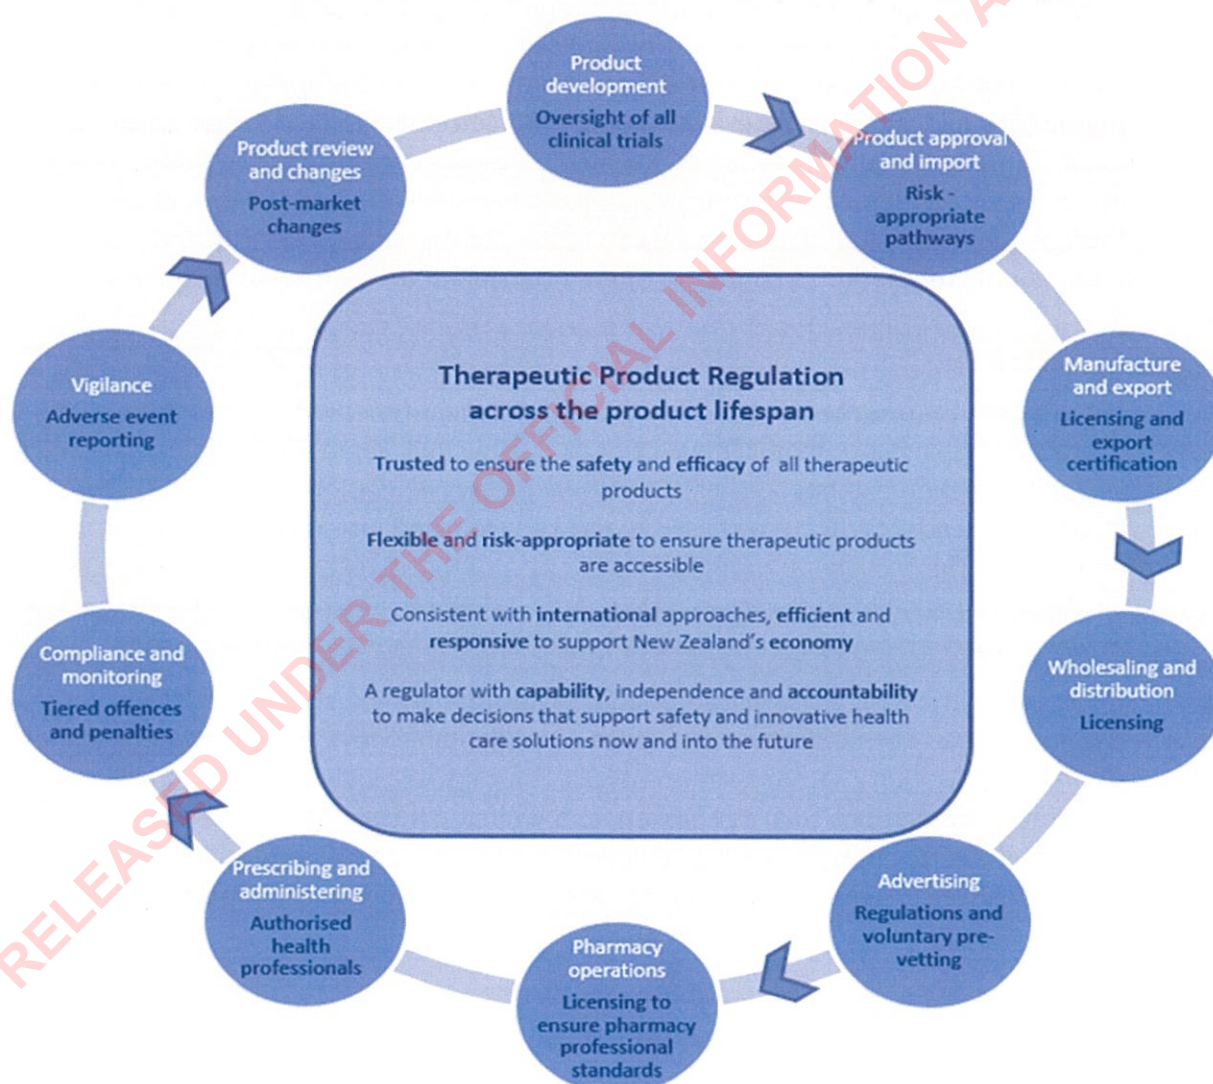 Product
development
Oversight of all
clinical trials
Product approval
and import
Risk -
appropriate
pathways
Manufacture
and export
Licensing and
export
certification
Wholesaling and
distribution
Licensing
Advertising
Regulations and
voluntary pre-
vetting
Pharmacy
operations
Licensing to
ensure pharmacy
professional
standards
Prescribing and
administering
Authorised
health
professionals
Compliance and
monitoring
Tiered offences
and penalties
Vigilance
Adverse event
reporting
Product review
and changes
Post-market
changes
Therapeutic Product Regulation
across the product lifespan
Trusted to ensure the safety and efficacy of all therapeutic
products
Flexible and risk-appropriate to ensure therapeutic products
are accessible
Consistent with international approaches, efficient and
responsive to support New Zealand's economy
A regulator with capability, independence and accountability
to make decisions that support safety and innovative health
care solutions now and into the future
RELEASED UNDER THE OFFICIAL INFORMATION A